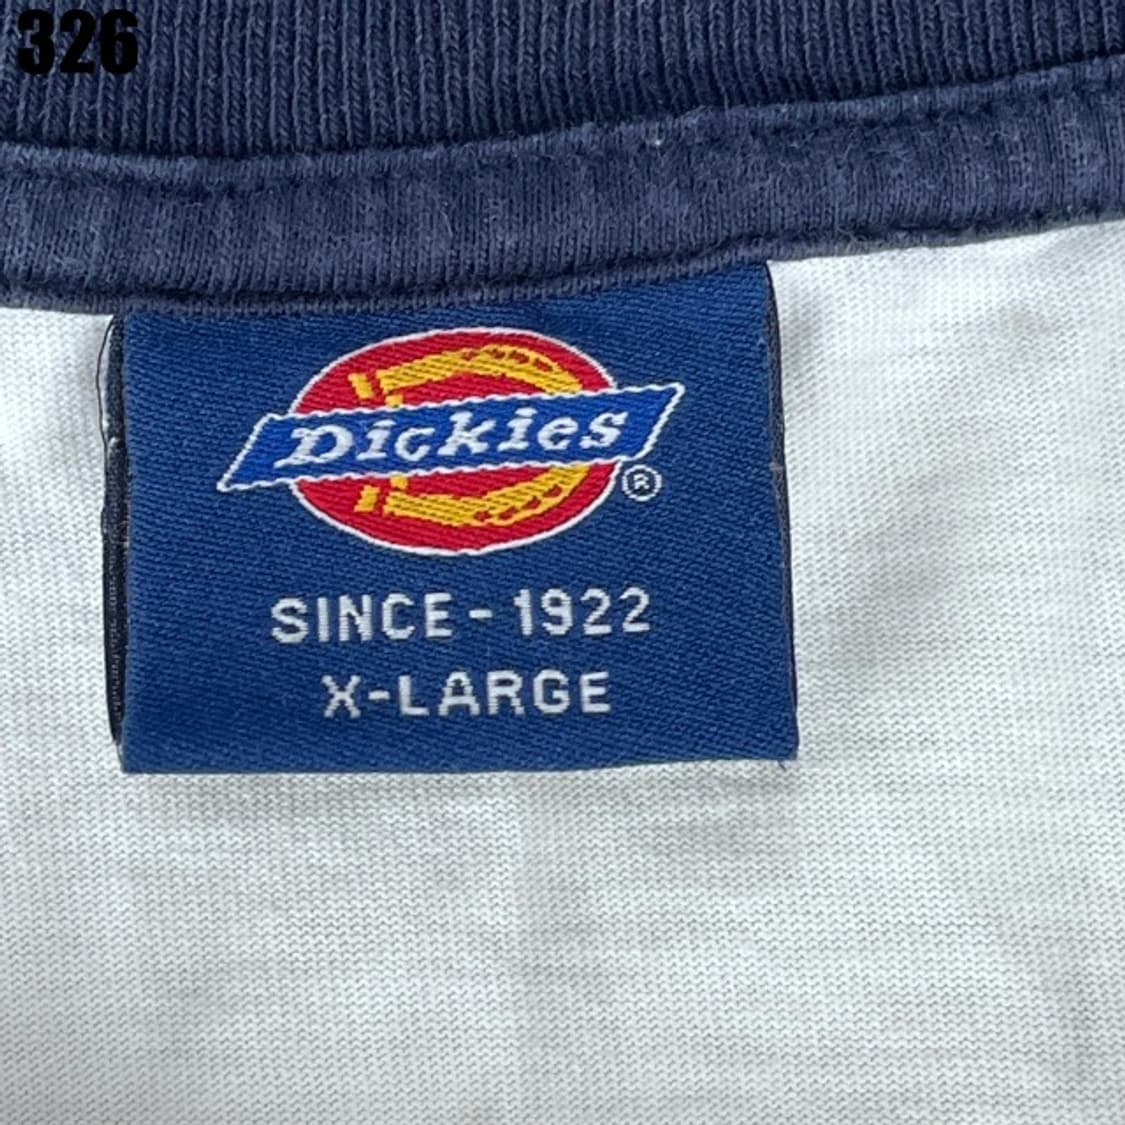 326
Dickies
®
SINCE - 1922
X-LARGE